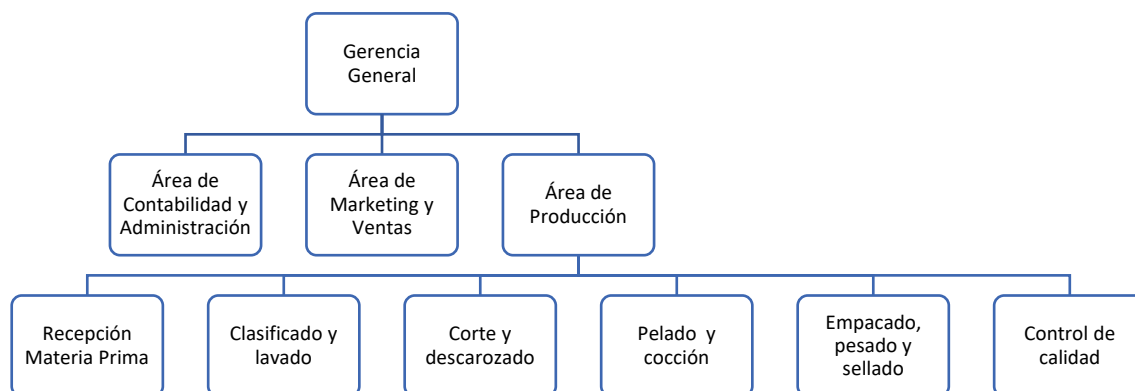 Gerencia
General
Área de
Contabilidad y
Administración
Área de
Marketing y
Ventas
Área de
Producción
Recepción
Materia Prima
Clasificado y
lavado
Corte y
descarozado
Pelado y
cocción
Empacado,
pesado y
sellado
Control de
calidad